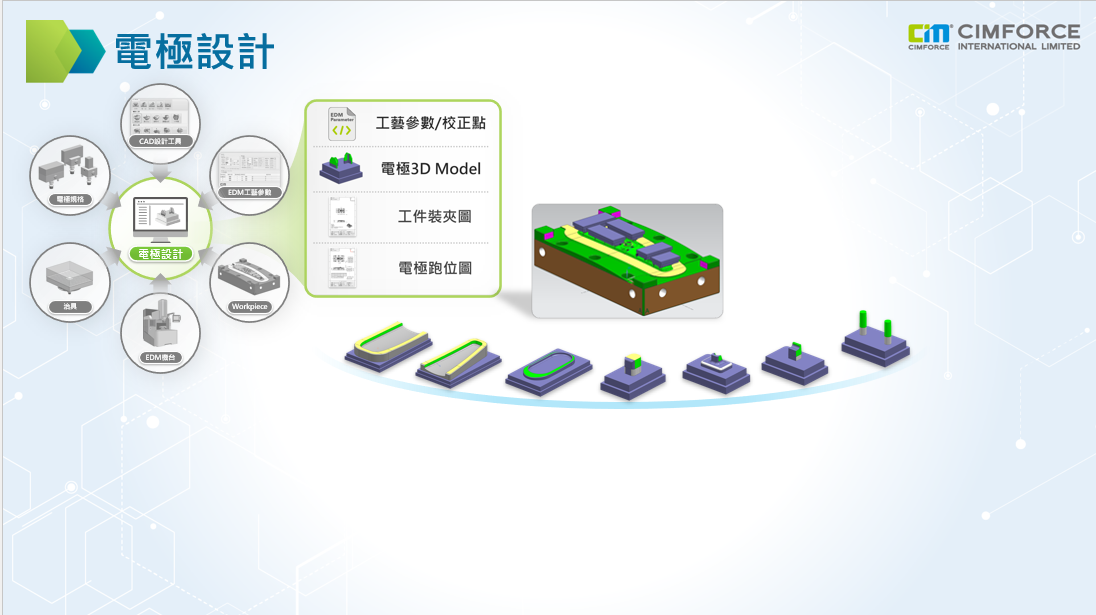 電極設計
CIM
CIMFORCE
CIMFORCE
INTERNATIONAL LIMITED
CAD設計工具
電極規格
EDM工藝參數
電極設計
治具
Workpiece
EDM機台
EDM
Parameter
</>
工藝參數/校正點
電極3D Model
工件裝夾圖
電極跑位圖